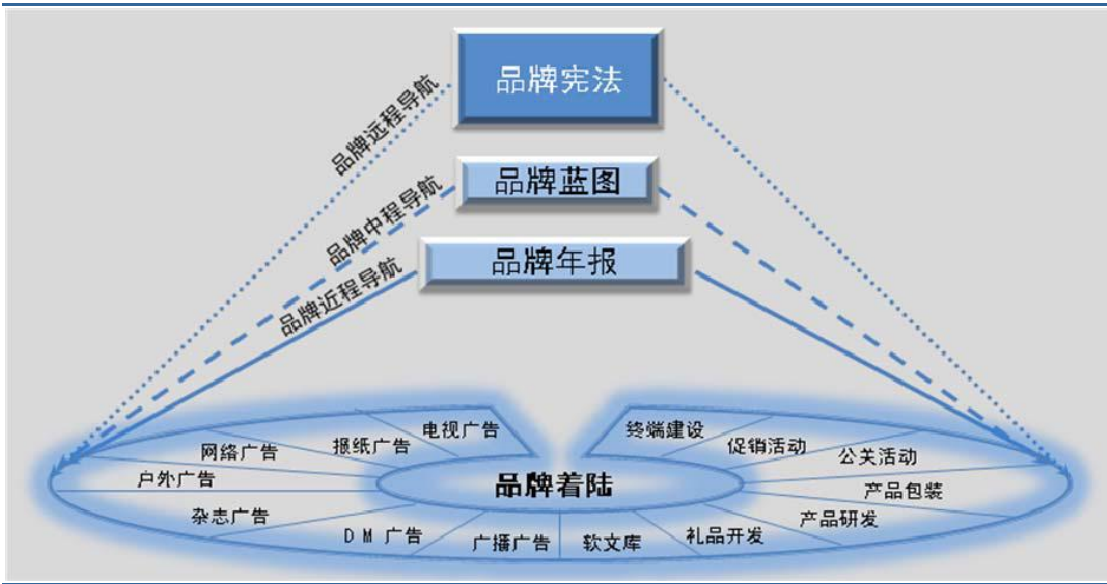 品牌宪法
品牌远程导航
品牌蓝图
品牌中程导航
品牌年报
品牌近程导航
电视广告
终端建设
报纸广告
促销活动
网络广告
公关活动
户外广告
品牌着陆
产品包装
杂志广告
产品研发
DM广告
广播广告
软文库
礼品开发